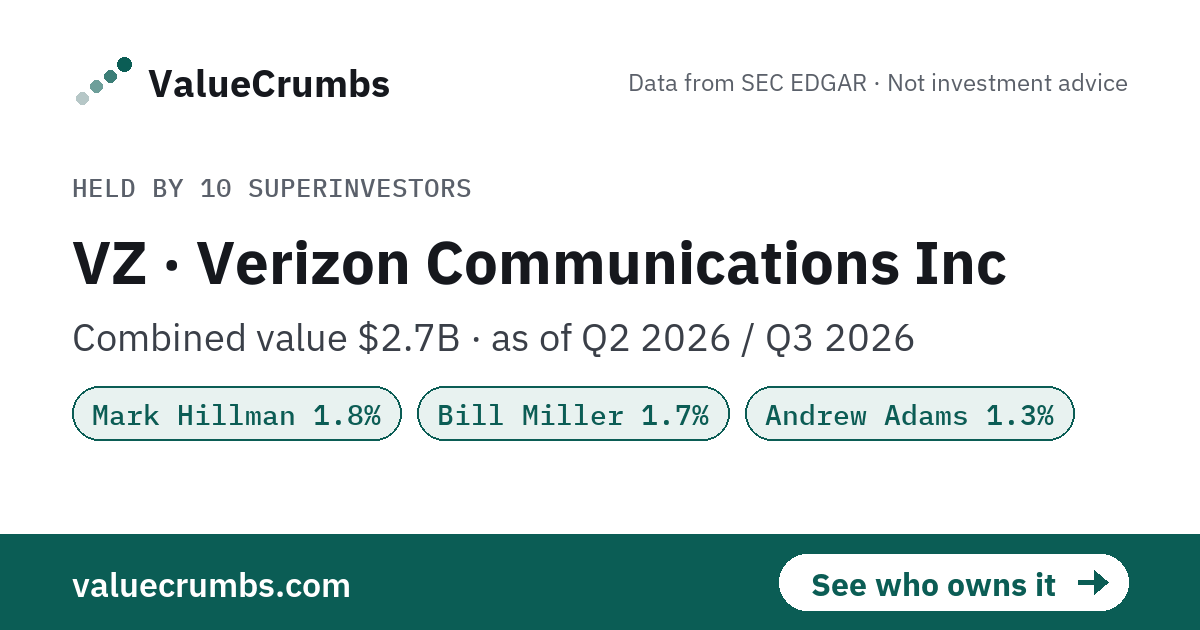 ValueCrumbs
Data from SEC EDGAR · Not investment advice
HELD BY 10 SUPERINVESTORS
VZ · Verizon Communications Inc
Combined value $2.7B · as of Q2 2026 / Q3 2026
Mark Hillman 1.8%
Bill Miller 1.7%
Andrew Adams 1.3%
valuecrumbs.com
See who owns it